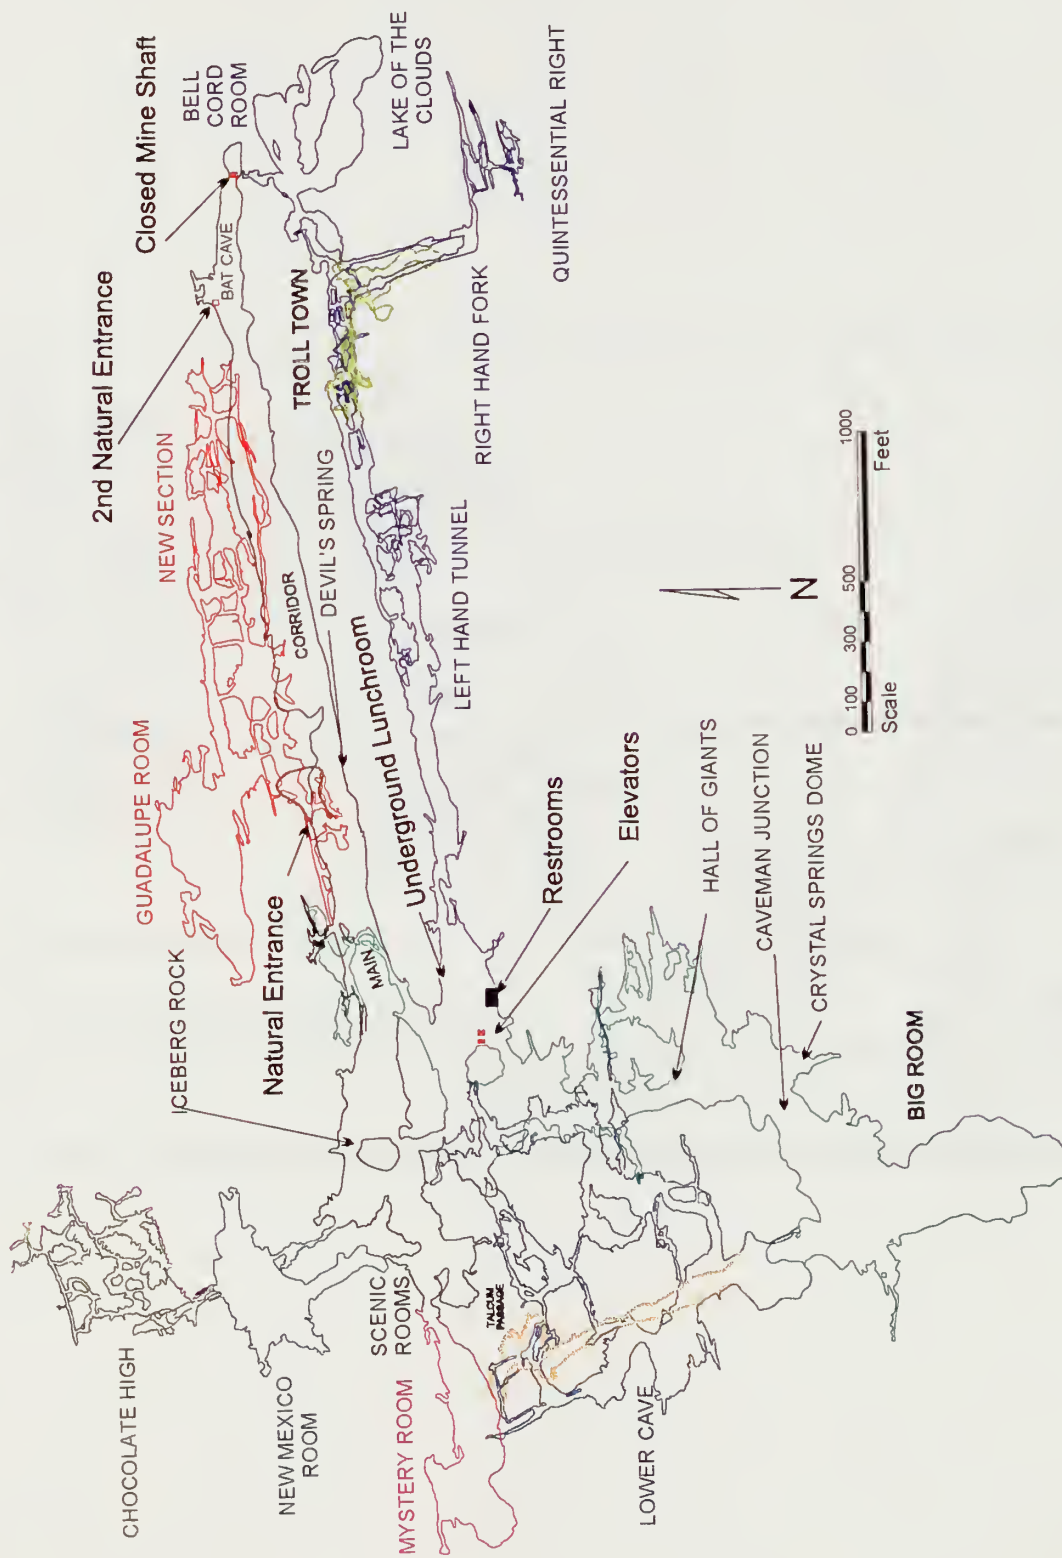 CHOCOLATE HIGH
NEW MEXICO
ROOM
SCENIC
ROOMS
MYSTERY ROOM
TALCUM
PASSAGE
LOWER CAVE
ICEBERG ROCK
Natural Entrance
GUADALUPE ROOM
MAIN
CORRIDOR
NEW SECTION
2nd Natural Entrance
Closed Mine Shaft
BAT CAVE
BELL
CORD
ROOM
LAKE OF THE
CLOUDS
QUINTESSENTIAL RIGHT
TROLL TOWN
DEVIL'S SPRING
RIGHT HAND FORK
Underground Lunchroom
LEFT HAND TUNNEL
Restrooms
Elevators
HALL OF GIANTS
CAVEMAN JUNCTION
CRYSTAL SPRINGS DOME
BIG ROOM
N
0 100 300 500 1000
Scale Feet